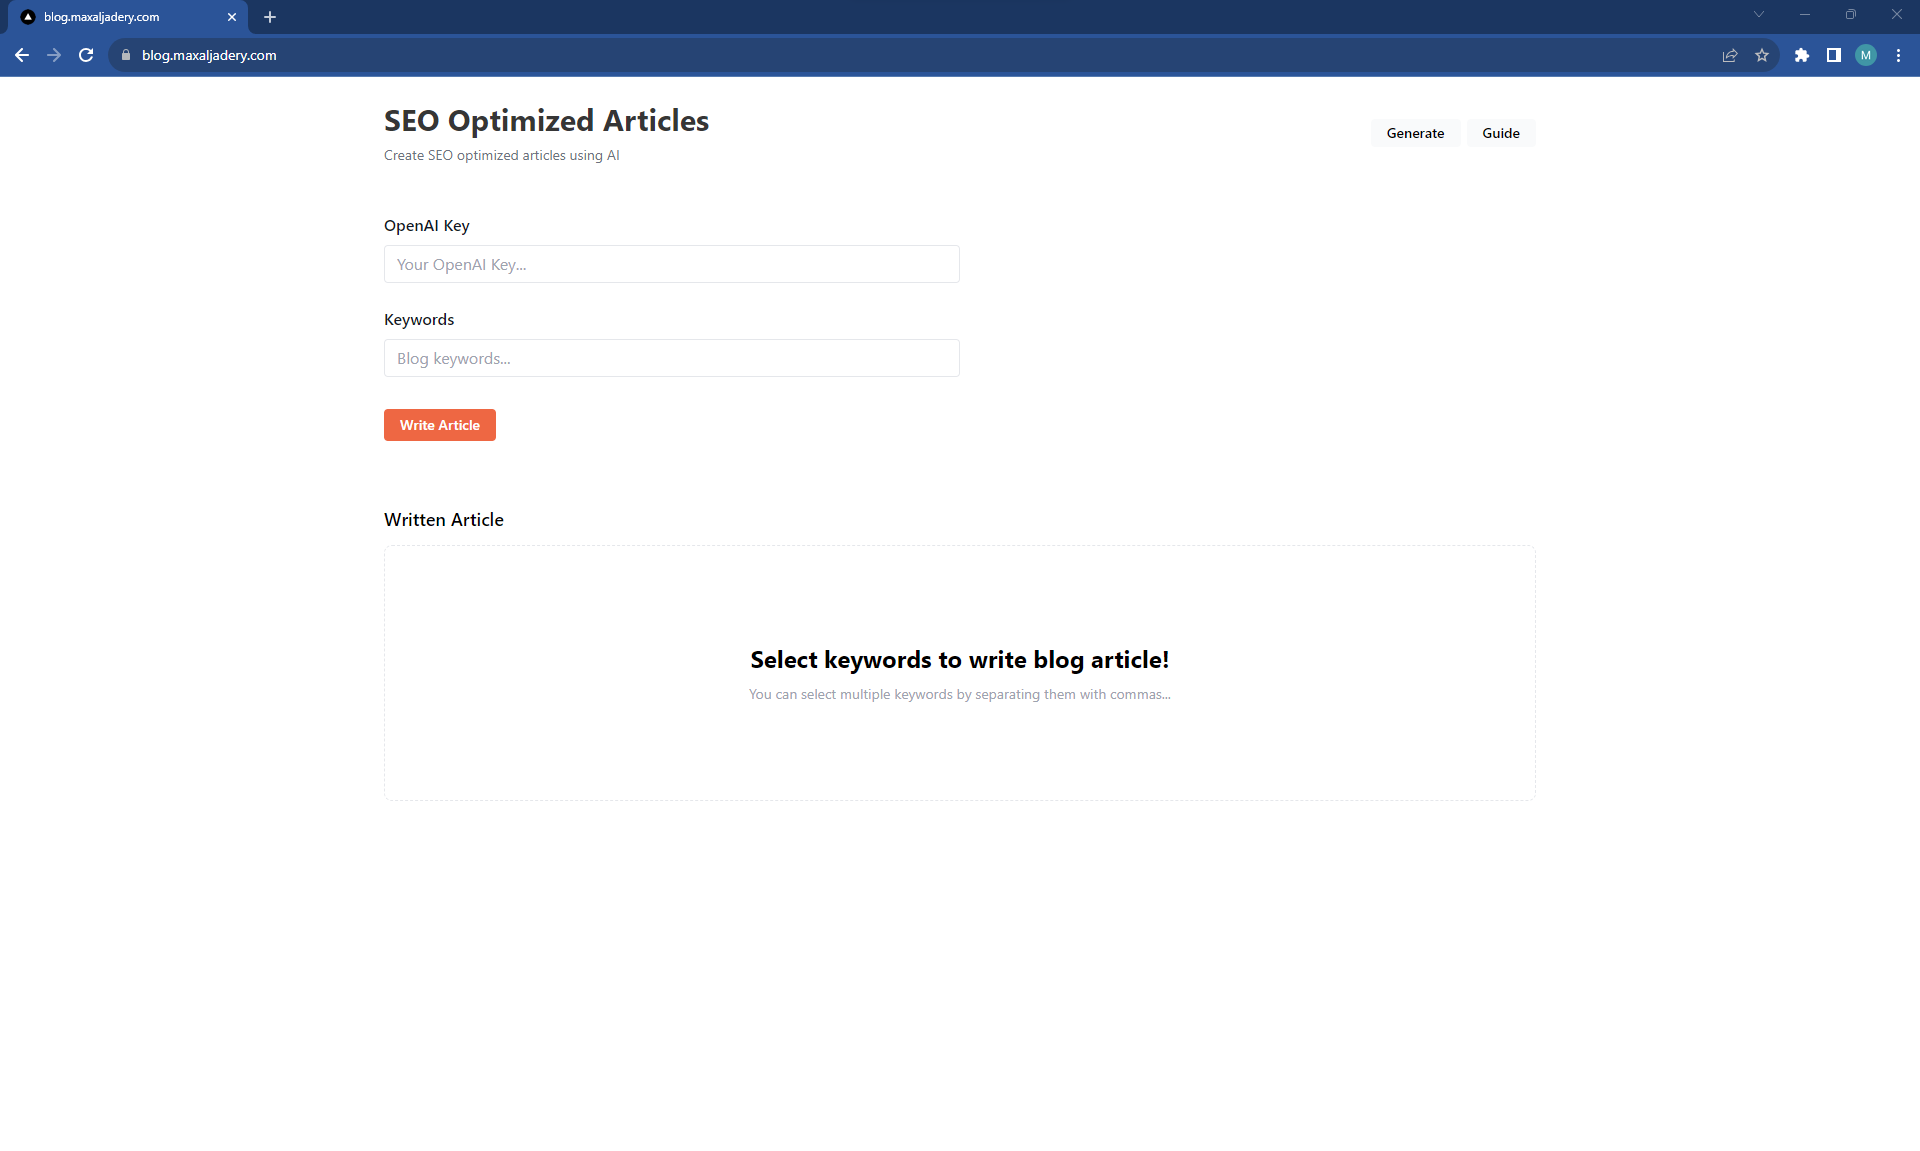 blog.maxaljadery.com
blog.maxaljadery.com
M
SEO Optimized Articles
Create SEO optimized articles using AI
Generate
Guide
OpenAI Key
Your OpenAI Key...
Keywords
Blog keywords...
Write Article
Written Article
Select keywords to write blog article!
You can select multiple keywords by separating them with commas...